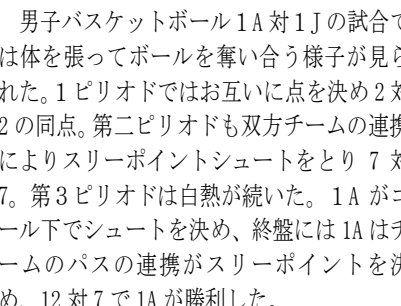 男子バスケットボール１A 対１J の試合で
は体を張ってボールを奪い合う様子が見ら
れた。１ピリオドではお互いに点を決め２対
２の同点。第二ピリオドも双方チームの連携
によりスリーポイントシュートをとり ７ 対
７。第３ピリオドは白熱が続いた。１A がゴ
ール下でシュートを決め、終盤には 1A はチ
ームのパスの連携がスリーポイントを決
め、12 対７で 1A が勝利した。